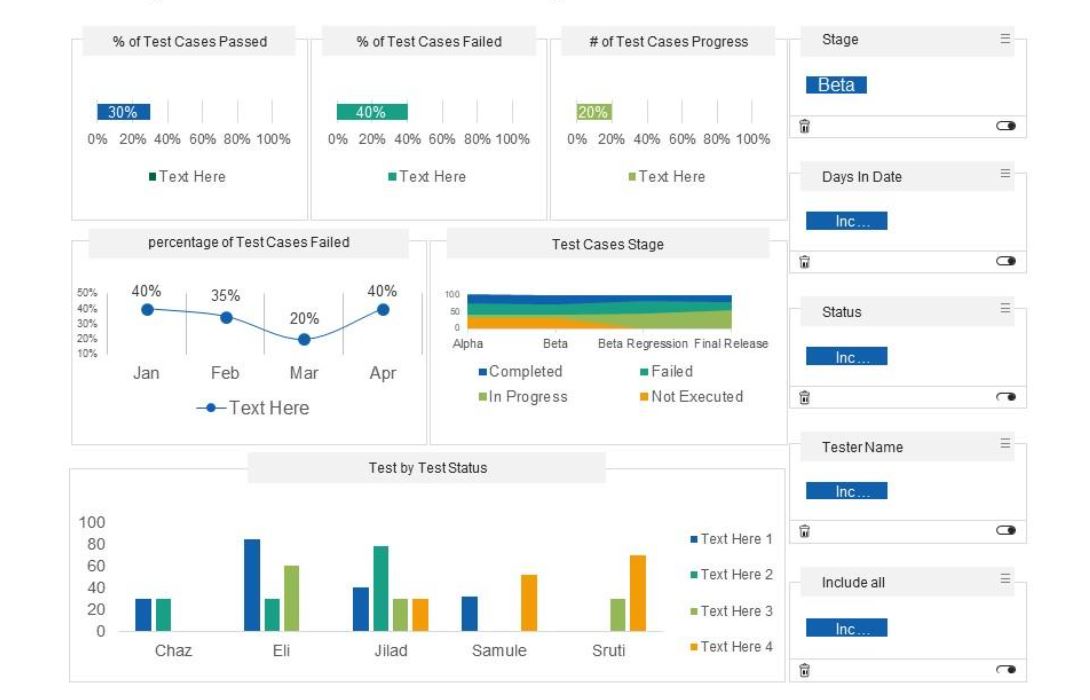 % of Test Cases Passed
30%
0% 20% 40% 60% 80% 100%
Text Here
% of Test Cases Failed
40%
0% 20% 40% 60% 80% 100%
Text Here
# of Test Cases Progress
20%
0% 20% 40% 60% 80% 100%
Text Here
Stage
Beta
Days In Date
Inc...
Status
Inc...
Tester Name
Inc...
Include all
Inc...
percentage of Test Cases Failed
50%
40%
30%
20%
10%
40% 35% 20% 40%
Jan Feb Mar Apr
Text Here
Test Cases Stage
100
50
0
Alpha Beta Beta Regression Final Release
Completed Failed
In Progress Not Executed
Test by Test Status
100
80
60
40
20
0
Chaz Eli Jilad Samule Sruti
Text Here 1
Text Here 2
Text Here 3
Text Here 4